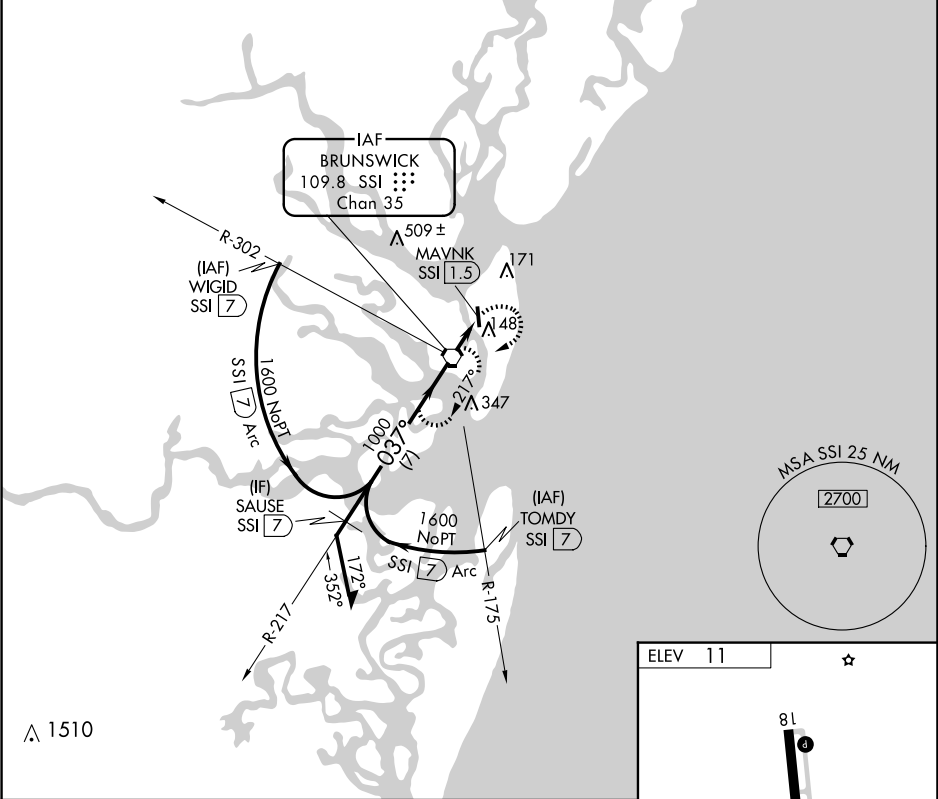 IAF
BRUNSWICK
109.8 SSI
Chan 35
R-302
509 ±
MAVNK
SSI 1.5
171
(IAF)
WIGID
SSI 7
148
1600 NoPT
SSI 7 Arc
217°
347
1000
037°
(7)
MSA SSI 25 NM
2700
(IF)
SAUSE
SSI 7
(IAF)
TOMDY
SSI 7
1600
NoPT
SSI 7 Arc
172°
352°
R-217
R-175
ELEV 11
18
P
1510